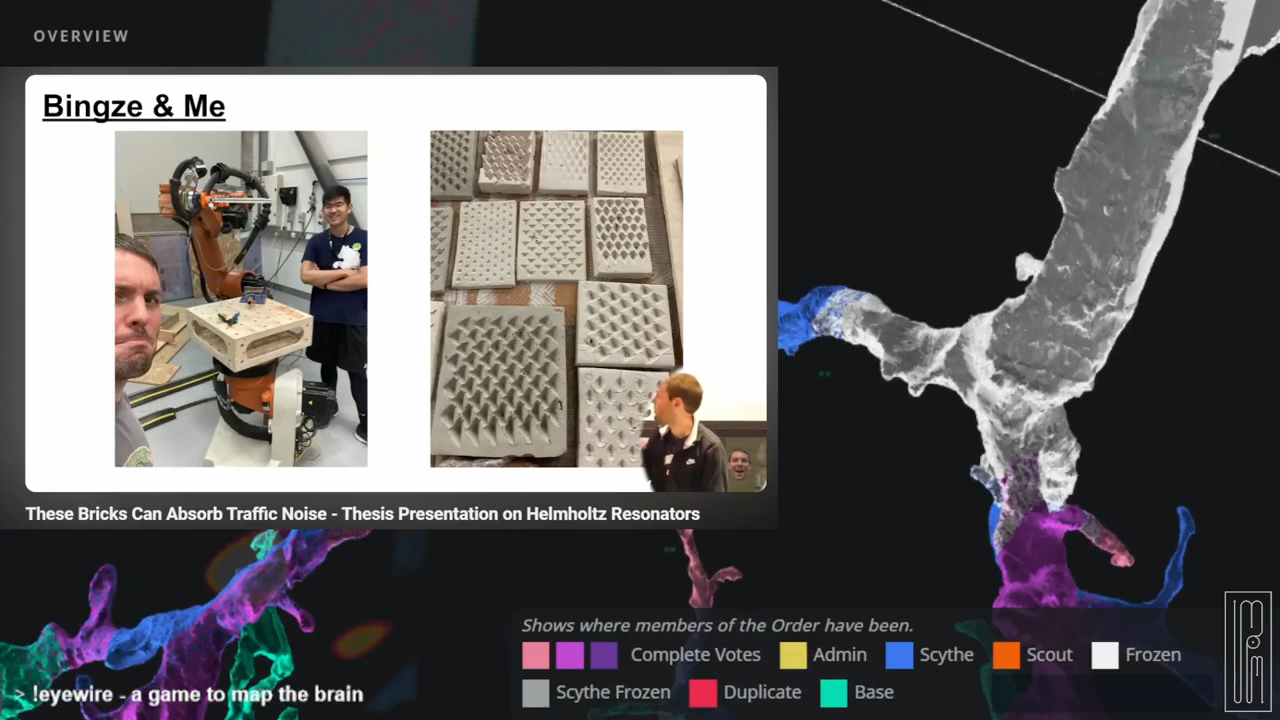 OVERVIEW
Bingze & Me
These Bricks Can Absorb Traffic Noise - Thesis Presentation on Helmholtz Resonators
Shows where members of the Order have been.
Complete Votes Admin Scythe Scout Frozen
Scythe Frozen Duplicate Base
> !eyewire - a game to map the brain